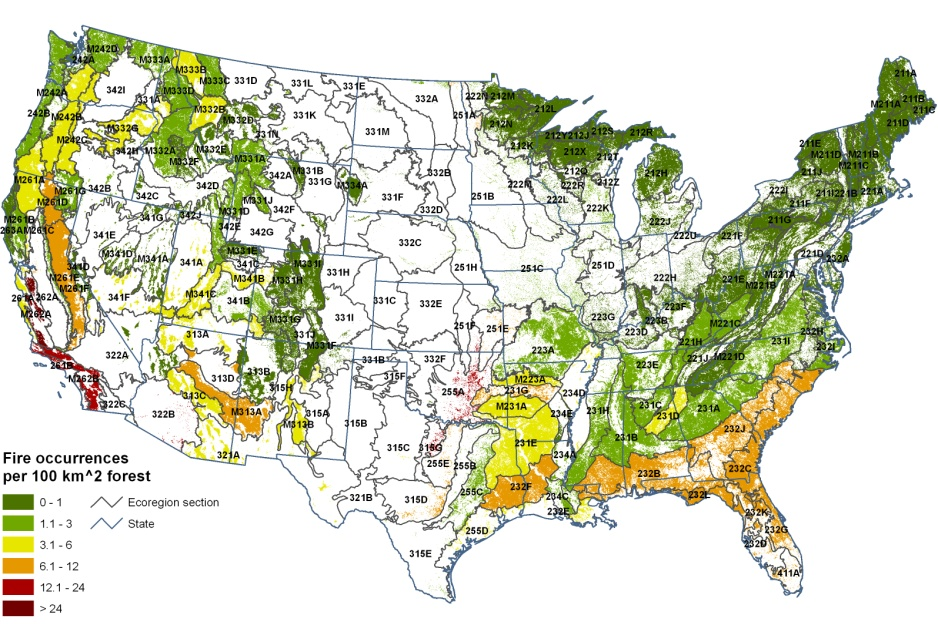 M242D
242A
M333A
M333B
M333C
331D
331L
331E
332A
222N
212M
212L
211A
M242A
342I
331A
M333D
M332B
331K
251A
212N
M211A
211B
211C
242B
M242B
M332G
M332D
331N
331M
212Y
212J
212S
212R
211D
M242C
342H
M332A
M332E
212K
212X
212T
211E
M211D
M211B
M332F
M331A
M331B
331G
M334A
332B
222M
212Q
222R
212Z
212H
211J
M211C
M261A
M261G
342B
342C
342D
342A
331F
251B
222L
222K
222J
222I
211I
221B
221A
M261D
341G
342J
M331D
M331J
342F
332D
211F
M261B
263A
M261C
341E
342E
342G
332C
222U
221F
211G
M341D
M341A
341A
M331E
341C
M331I
331H
251H
251C
251D
222H
221D
232A
341D
M261E
M261F
341F
M341C
M341B
341B
M331H
331C
332E
221E
M221A
M221B
261A
262A
M262A
M331G
331J
331I
251F
251E
223G
223D
223B
223F
M221C
232H
313A
M331F
223A
221H
231I
232I
261B
322A
331B
332F
221J
M221D
M262B
313D
313B
315H
315F
255A
M223A
231G
234D
223E
322C
322B
313C
M313A
M313B
315A
315B
M231A
234E
231H
231C
231D
231A
232J
321A
315C
315G
255E
255B
231E
234A
231B
232B
232C
321B
315D
255C
232F
234C
232E
232L
232K
232G
232D
255D
315E
411A
Fire occurrences
per 100 km^2 forest
0 - 1
Ecoregion section
1.1 - 3
State
3.1 - 6
6.1 - 12
12.1 - 24
> 24